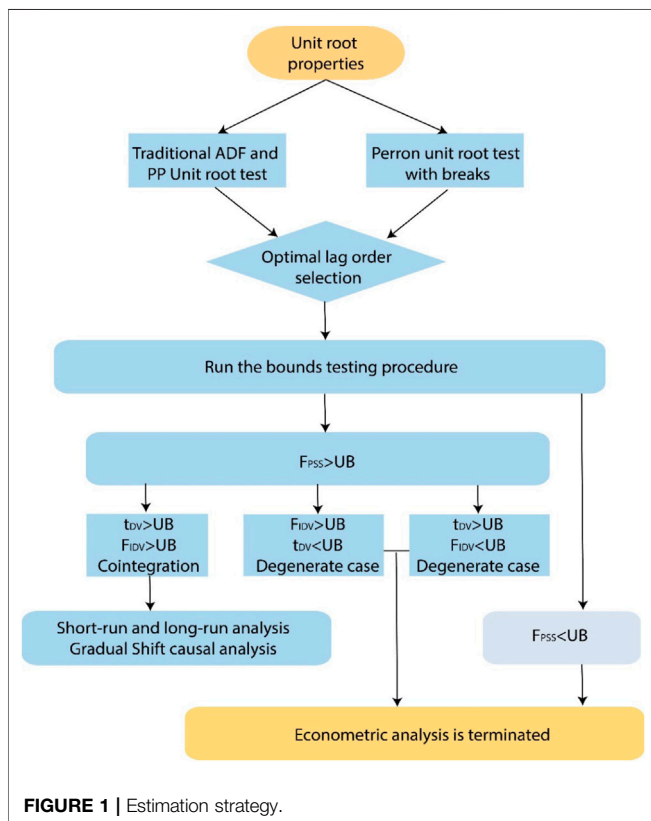 Unit root
properties
Traditional ADF and
PP Unit root test
Perron unit root test
with breaks
Optimal lag order
selection
Run the bounds testing procedure
FPSS>UB
tDV>UB
FIDV>UB
Cointegration
FIDV>UB
tDV<UB
Degenerate case
tDV>UB
FIDV<UB
Degenerate case
Short-run and long-run analysis
Gradual Shift causal analysis
FPSS<UB
Econometric analysis is terminated
FIGURE 1 | Estimation strategy.